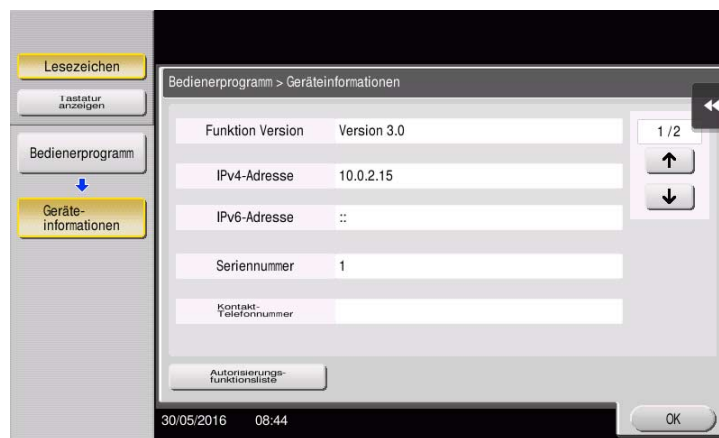 Lesezeichen
Tastatur
anzeigen
Bedienerprogramm
Geräte-
informationen
Bedienerprogramm > Geräteinformationen
Funktion Version Version 3.0
1 /2
IPv4-Adresse 10.0.2.15
IPv6-Adresse ::
Seriennummer 1
Kontakt-
Telefonnummer
Autorisierungs-
funktionsliste
30/05/2016 08:44
OK